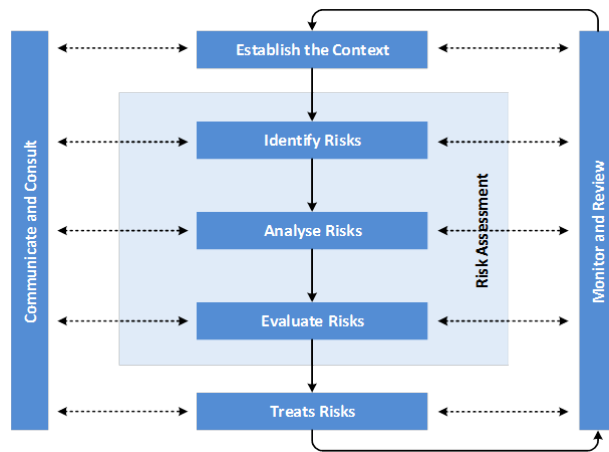 Establish the Context
Communicate and Consult
Identify Risks
Analyse Risks
Risk Assessment
Monitor and Review
Evaluate Risks
Treats Risks